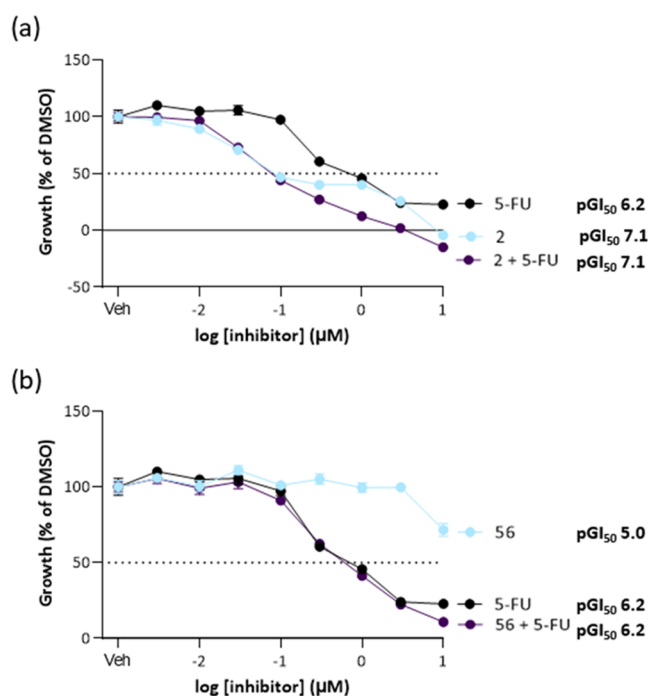 (a)
150
100
50
0
-50
Growth (% of DMSO)
Veh -2 -1 0 1
log [inhibitor] (µM)
5-FU pGI50 6.2
2 pGI50 7.1
2 + 5-FU pGI50 7.1
(b)
150
100
50
0
Growth (% of DMSO)
Veh -2 -1 0 1
log [inhibitor] (µM)
56 pGI50 5.0
5-FU pGI50 6.2
56 + 5-FU pGI50 6.2